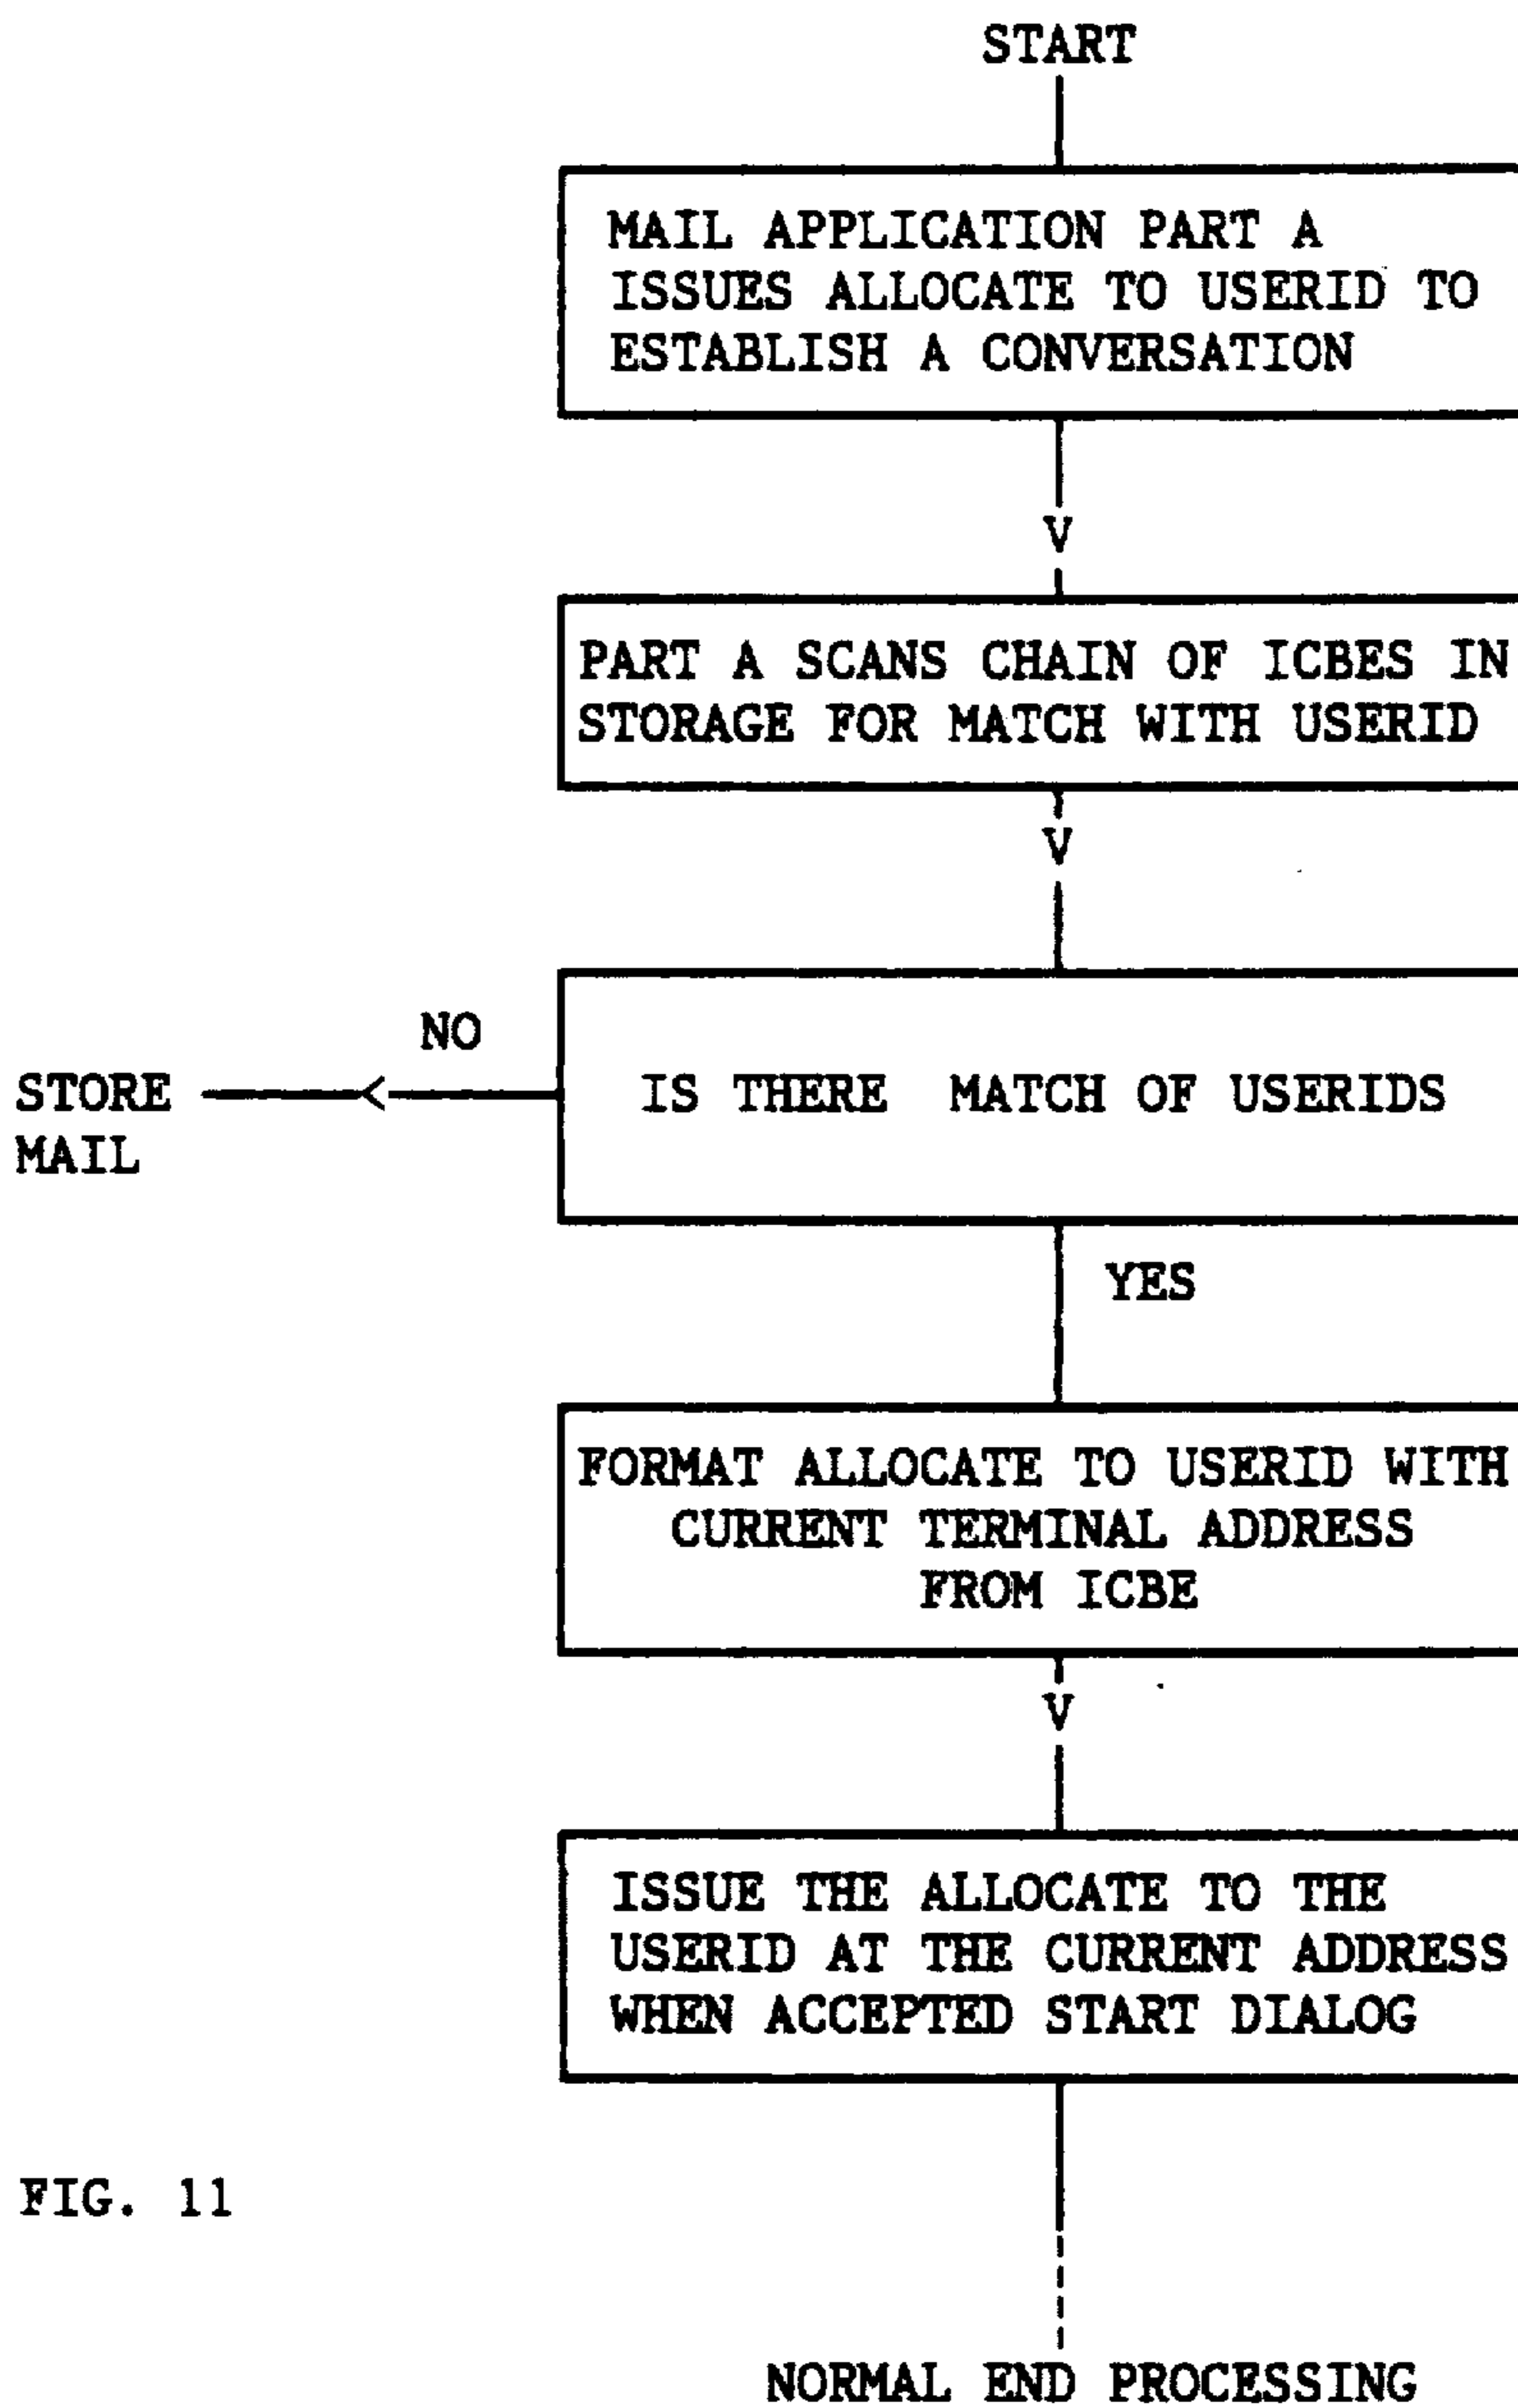 START
MAIL APPLICATION PART A
ISSUES ALLOCATE TO USERID TO
ESTABLISH A CONVERSATION
V
PART A SCANS CHAIN OF ICBES IN
STORAGE FOR MATCH WITH USERID
V
NO
STORE
MAIL
IS THERE MATCH OF USERIDS
YES
FORMAT ALLOCATE TO USERID WITH
CURRENT TERMINAL ADDRESS
FROM ICBE
V
ISSUE THE ALLOCATE TO THE
USERID AT THE CURRENT ADDRESS
WHEN ACCEPTED START DIALOG
FIG. 11
NORMAL END PROCESSING